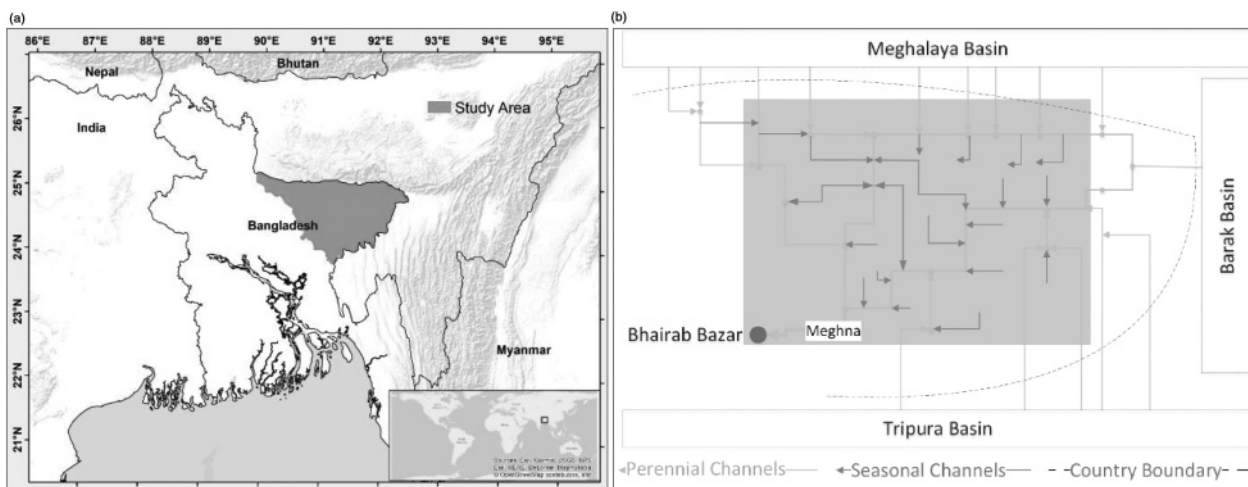 (a)
86°E 87°E 88°E 89°E 90°E 91°E 92°E 93°E 94°E 95°E
Nepal
Bhutan
Study Area
India
Bangladesh
Myanmar
26°N
25°N
24°N
23°N
22°N
21°N
(b)
Meghalaya Basin
Barak Basin
Bhairab Bazar
Meghna
Tripura Basin
Perennial Channels
Seasonal Channels
Country Boundary